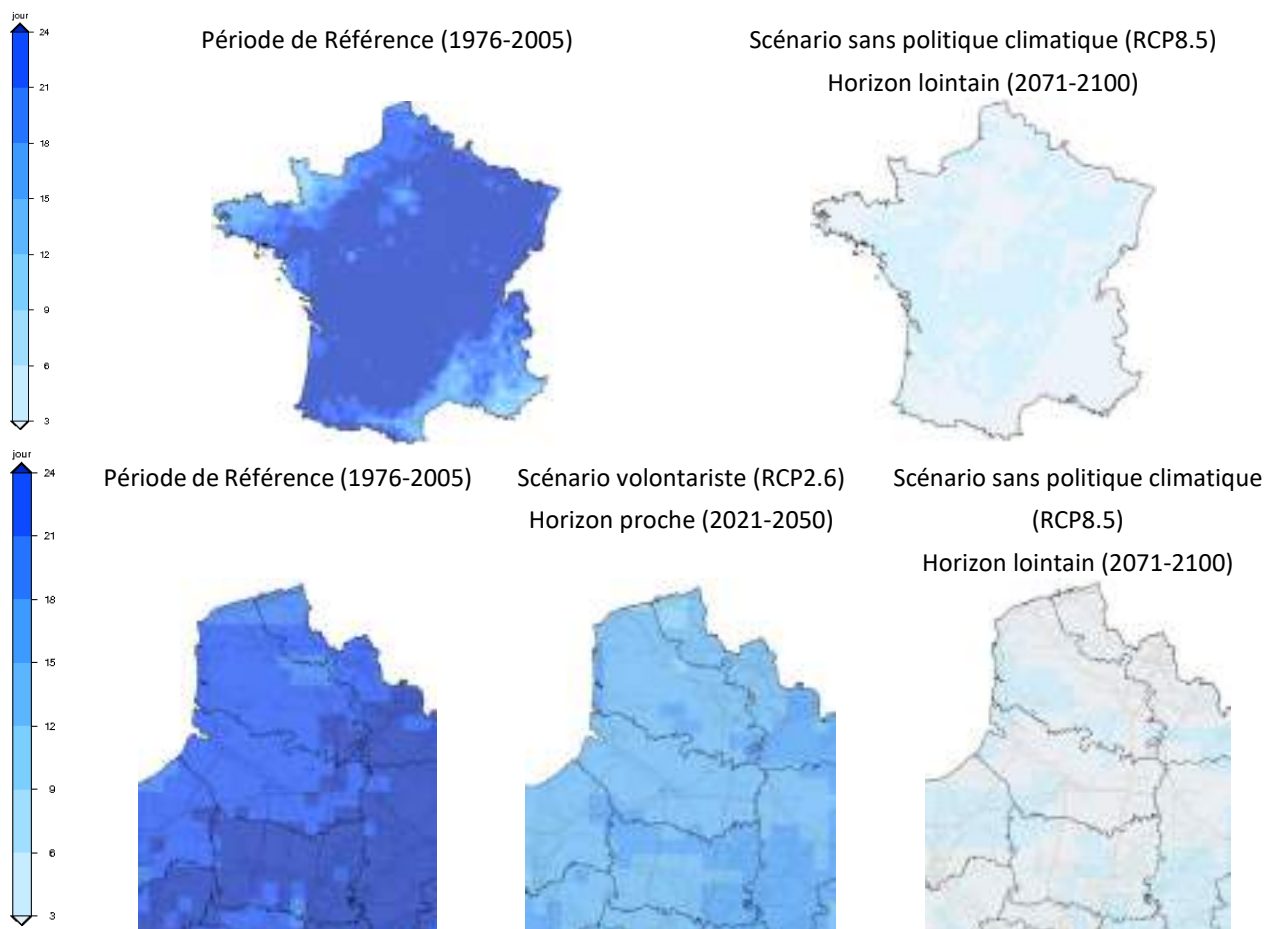 jour
24
21
18
15
12
9
6
3
Période de Référence (1976-2005)
Scénario sans politique climatique (RCP8.5)
Horizon lointain (2071-2100)
jour
24
21
18
15
12
9
6
3
Période de Référence (1976-2005)
Scénario volontariste (RCP2.6)
Horizon proche (2021-2050)
Scénario sans politique climatique
(RCP8.5)
Horizon lointain (2071-2100)